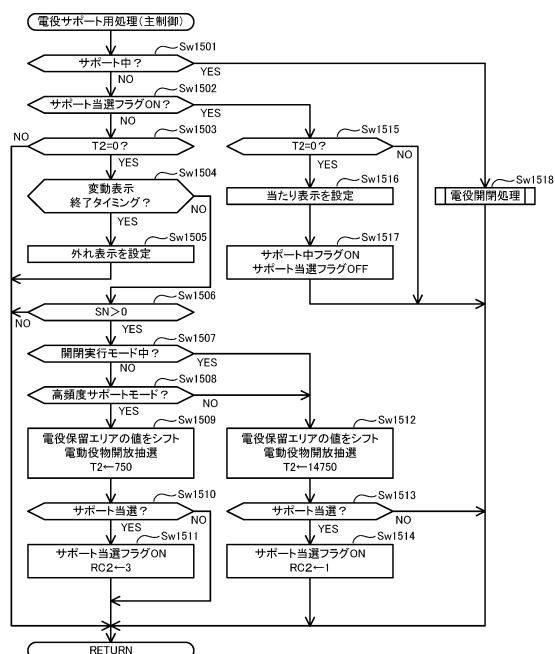 電役サポート用処理(主制御)
Sw1501
サポート中?
YES
NO
Sw1502
サポート当選フラグON?
YES
NO
Sw1503
NO
T2=0?
YES
Sw1504
変動表示
終了タイミング?
NO
YES
Sw1505
外れ表示を設定
Sw1506
SN>0
NO
YES
Sw1507
開閉実行モード中?
YES
NO
Sw1508
高頻度サポートモード?
NO
YES
Sw1509
電役保留エリアの値をシフト
電動役物開放抽選
T2←750
Sw1510
サポート当選?
NO
YES
Sw1511
サポート当選フラグON
RC2←3
Sw1515
T2=0?
NO
YES
Sw1516
当たり表示を設定
Sw1517
サポート中フラグON
サポート当選フラグOFF
Sw1512
電役保留エリアの値をシフト
電動役物開放抽選
T2←14750
Sw1513
サポート当選?
NO
YES
Sw1514
サポート当選フラグON
RC2←1
Sw1518
電役開閉処理
RETURN